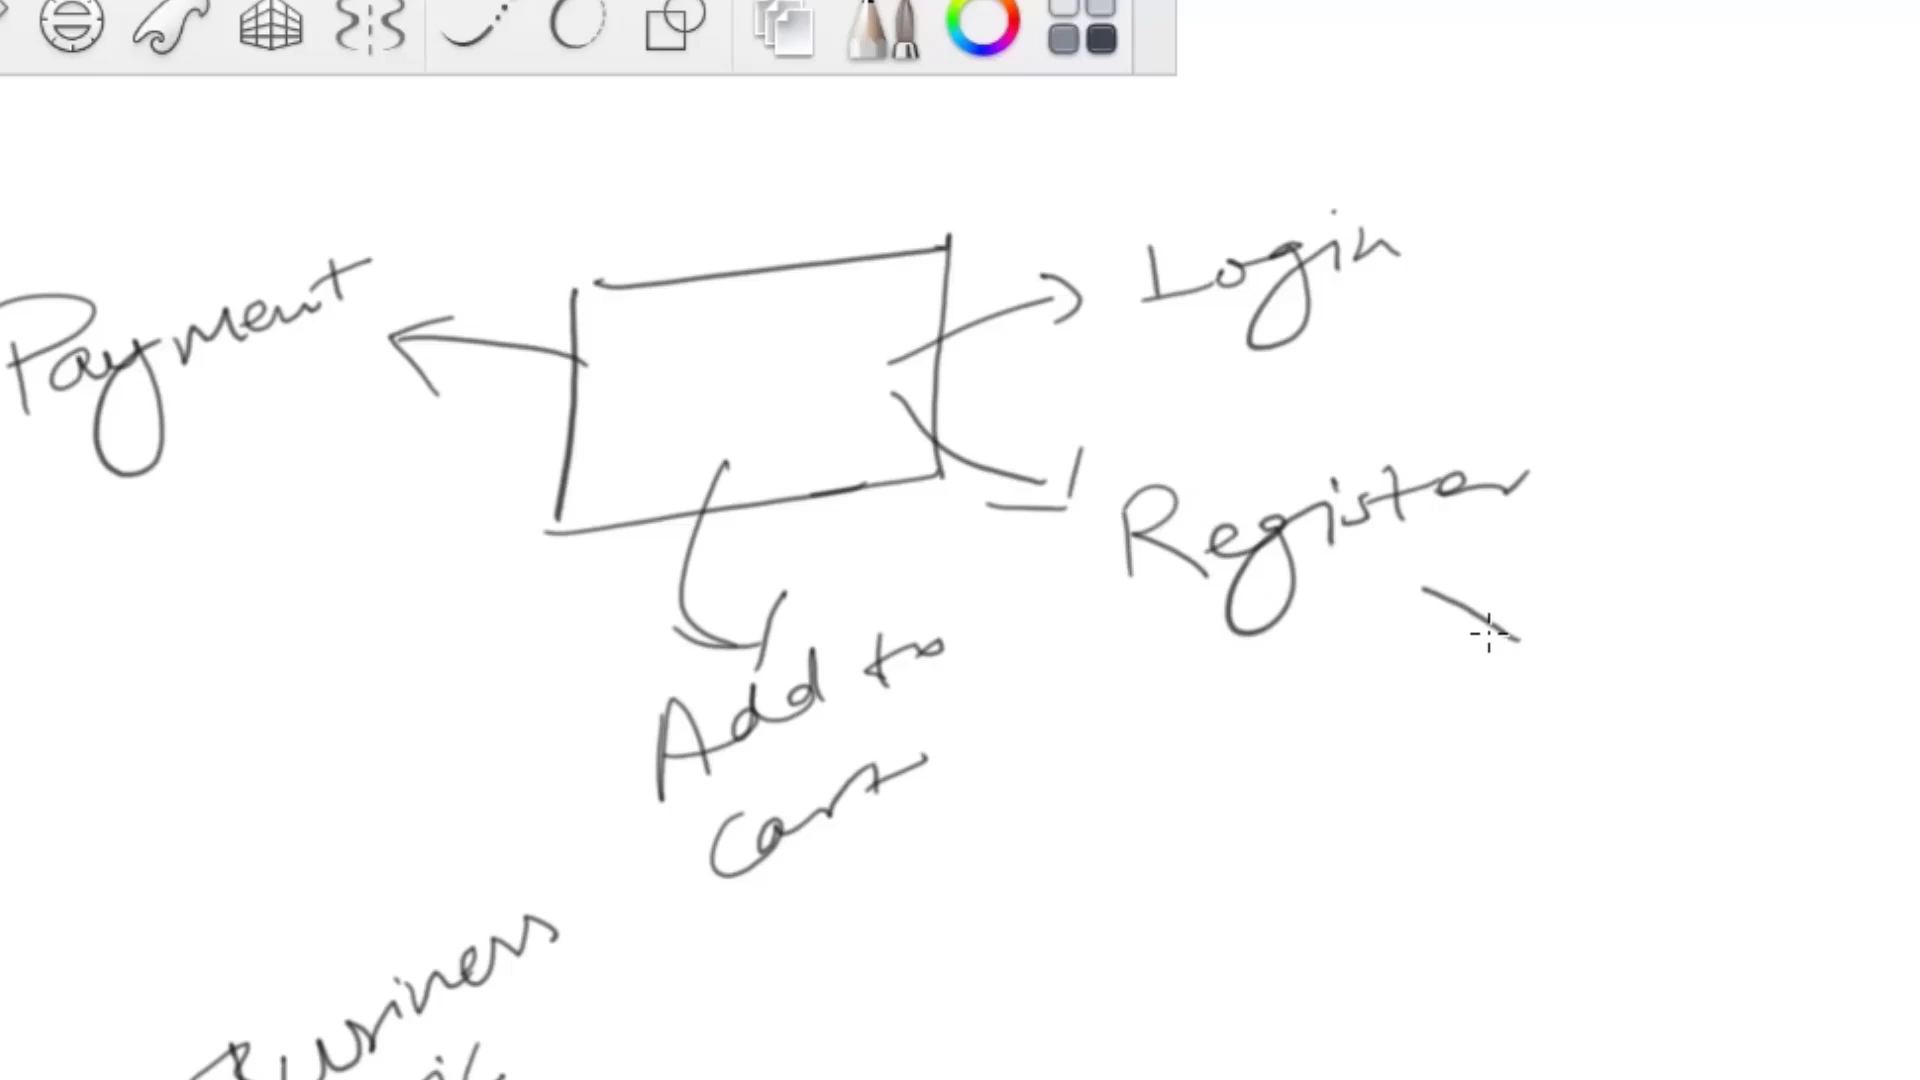 Payment
Login
Register
Add to
Cart
Business